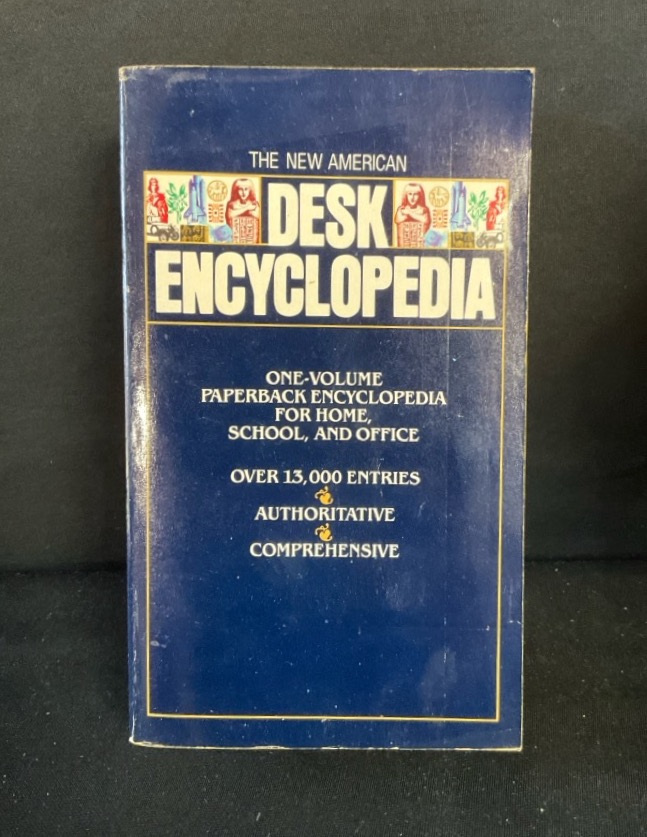 THE NEW AMERICAN
DESK
ENCYCLOPEDIA
ONE-VOLUME
PAPERBACK ENCYCLOPEDIA
FOR HOME,
SCHOOL, AND OFFICE
OVER 13,000 ENTRIES
AUTHORITATIVE
COMPREHENSIVE